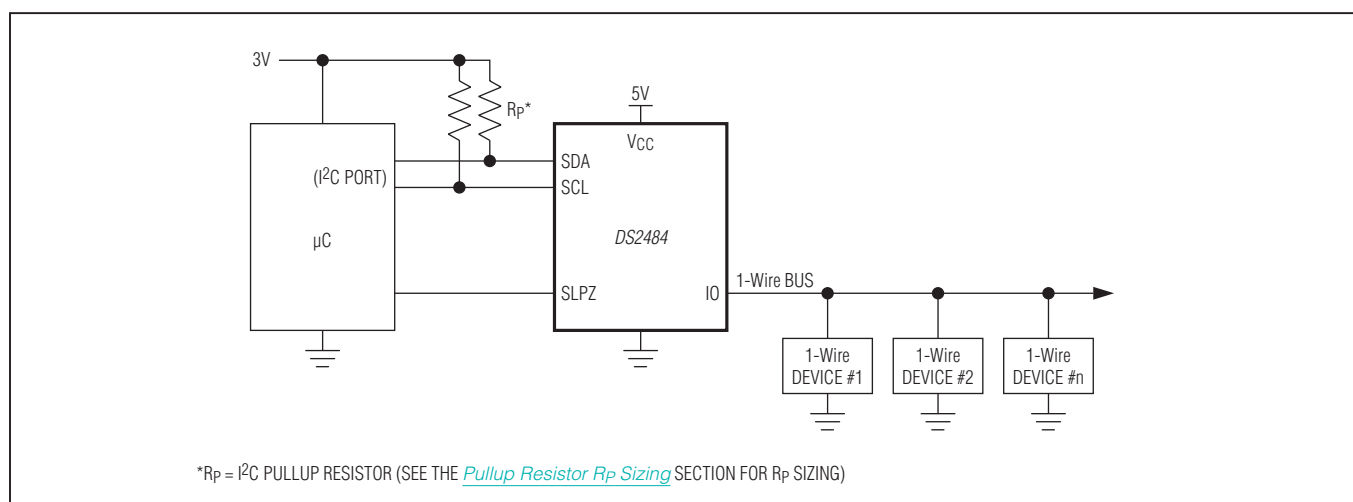 3V
RP*
5V
VCC
(I2C PORT)
µC
SDA
SCL
DS2484
SLPZ
IO
1-Wire BUS
1-Wire
DEVICE #1
1-Wire
DEVICE #2
1-Wire
DEVICE #n
*RP = I2C PULLUP RESISTOR (SEE THE Pullup Resistor RP Sizing SECTION FOR RP SIZING)